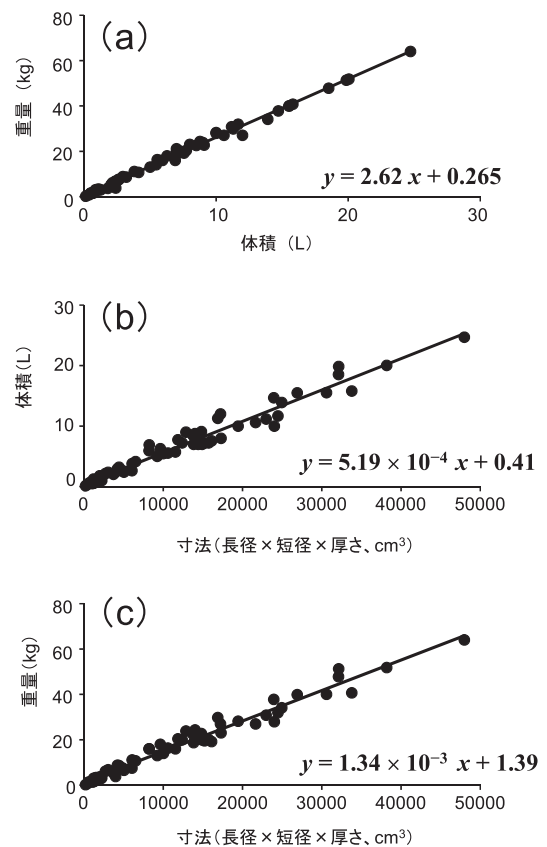 (a)
80
60
40
20
0
重量（kg）
y = 2.62 x + 0.265
0 10 20 30
体積（L）
(b)
30
20
10
0
体積(L)
y = 5.19 × 10⁻⁴ x + 0.41
0 10000 20000 30000 40000 50000
寸法（長径×短径×厚さ、cm³）
(c)
80
60
40
20
0
重量(kg)
y = 1.34 × 10⁻³ x + 1.39
0 10000 20000 30000 40000 50000
寸法（長径×短径×厚さ、cm³）